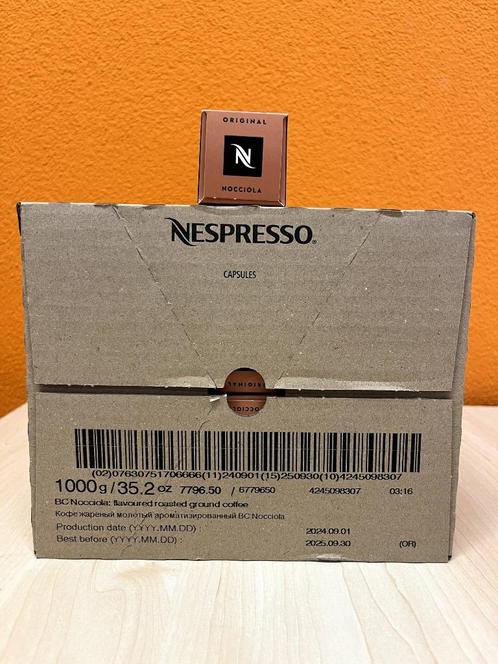 ORIGINAL
N
NOCCIOLA
NESPRESSO®
CAPSULES
ORIGINAL
OCCIOL
(02)07630751706666(11)240901(15)250930(10)4245098307
1000g/35.2 oz 7796.50 / 6779650 4245098307 03:16
BC Nocciola: flavoured roasted ground coffee
Кофе жареный молотый ароматизированный BC Nocciola
Production date (YYYY.MM.DD) : 2024.09.01
Best before (YYYY.MM.DD) : 2025.09.30 (OR)